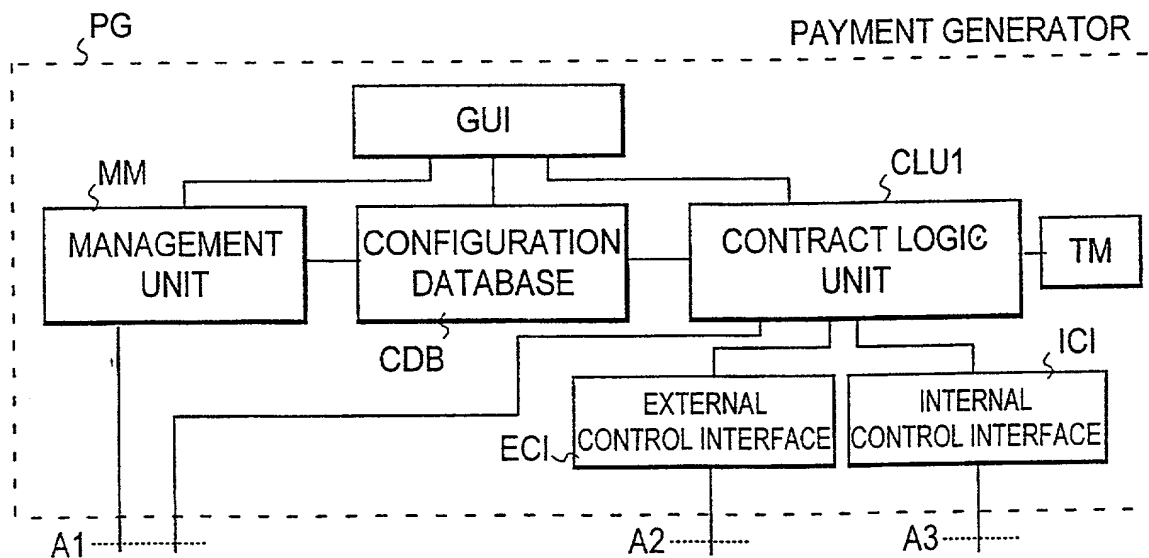 PG
PAYMENT GENERATOR
GUI
MM
CLU1
MANAGEMENT
UNIT
CONFIGURATION
DATABASE
CONTRACT LOGIC
UNIT
TM
CDB
ICI
EXTERNAL
CONTROL INTERFACE
INTERNAL
CONTROL INTERFACE
ECI
A1
A2
A3